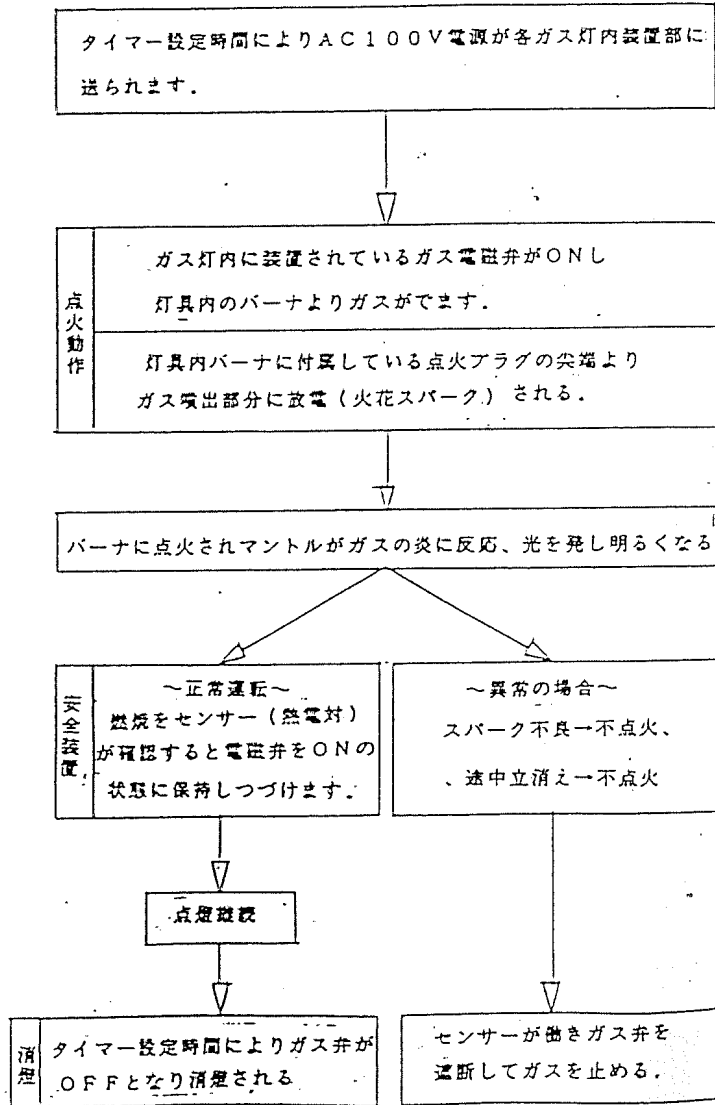 タイマー設定時間によりAC100V電源が各ガス灯内装置部に
送られます.
点火動作
ガス灯内に装置されているガス電磁弁がONし
灯具内のバーナよりガスがでます.
灯具内バーナに付属している点火プラグの尖端より
ガス噴出部分に放電(火花スパーク)される.
バーナに点火されマントルがガスの炎に反応、光を発し明るくなる
安全装置
~正常運転~
燃焼をセンサー(熱電対)
が確認すると電磁弁をONの
状態に保持しつづけます.
~異常の場合~
スパーク不良→不点火、
、途中立消え→不点火
点燈継続
消燈
タイマー設定時間によりガス弁が
OFFとなり消燈される
センサーが働きガス弁を
遮断してガスを止める.